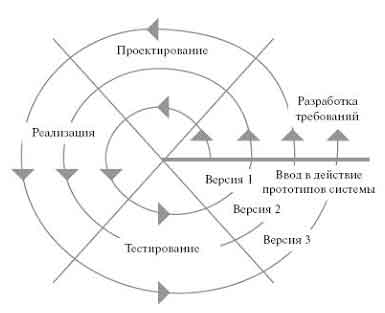 Проектирование
Разработка
требований
Реализация
Ввод в действие
прототипов системы
Версия 1
Версия 2
Версия 3
Тестирование